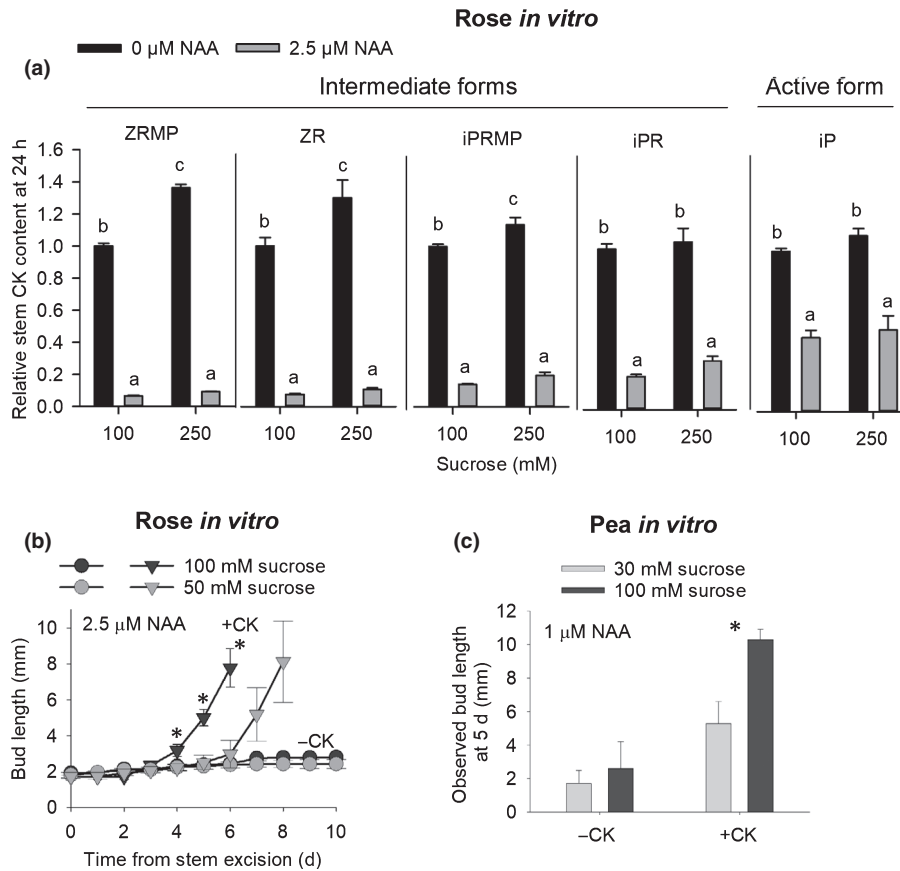 Rose in vitro
0 µM NAA 2.5 µM NAA
(a)
Intermediate forms Active form
ZRMP ZR iPRMP iPR iP
Relative stem CK content at 24 h
1.6
1.4
1.2
1.0
0.8
0.6
0.4
0.2
0.0
b a c a b a c a b a c a b a b a b a b a
100 250 100 250 100 250 100 250 100 250
Sucrose (mM)
Rose in vitro
(b)
100 mM sucrose
50 mM sucrose
2.5 µM NAA
+CK
* * *
–CK
Bud length (mm)
10
8
6
4
2
0
0 2 4 6 8 10
Time from stem excision (d)
Pea in vitro
(c)
30 mM sucrose
100 mM surose
1 µM NAA
*
Observed bud length
at 5 d (mm)
12
10
8
6
4
2
0
–CK +CK